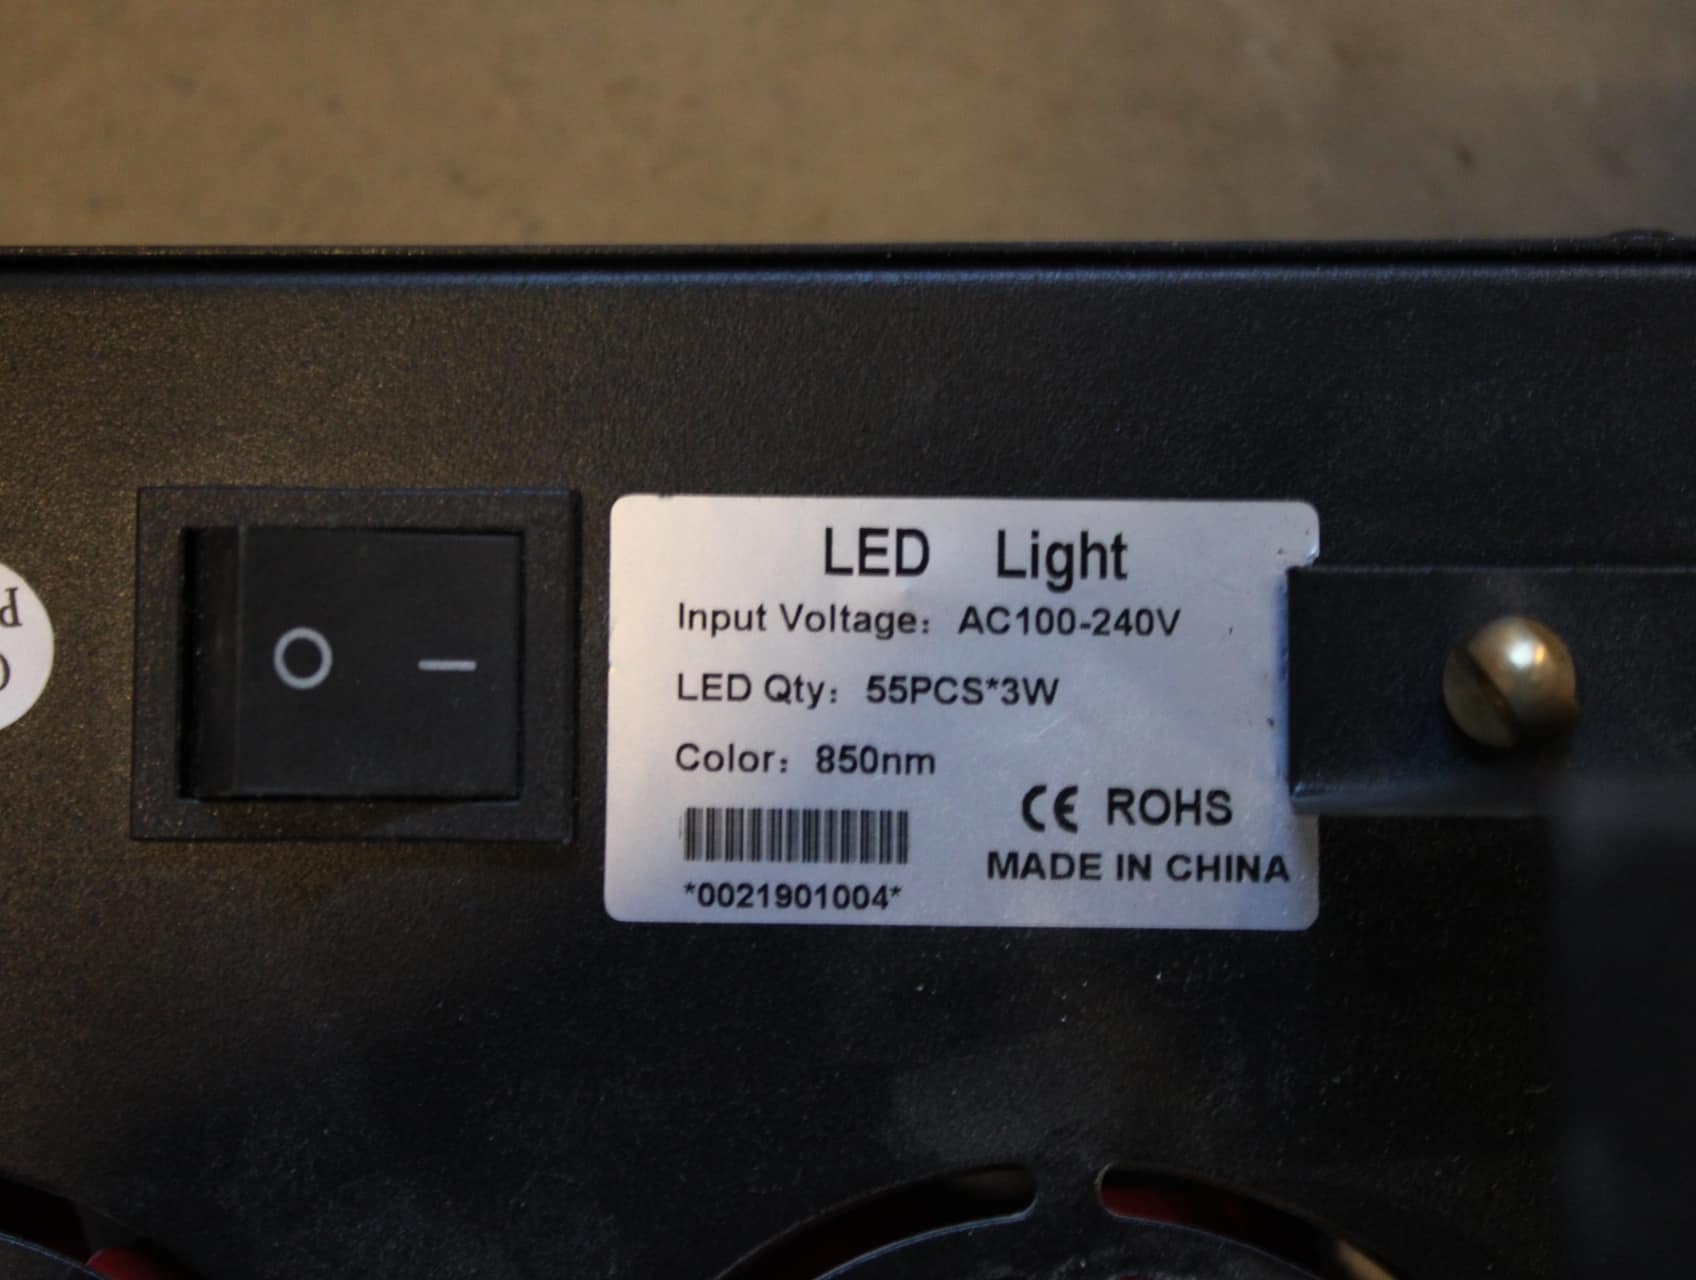 LED Light
Input Voltage: AC100-240V
LED Qty: 55PCS*3W
Color: 850nm
CE ROHS
MADE IN CHINA
*0021901004*